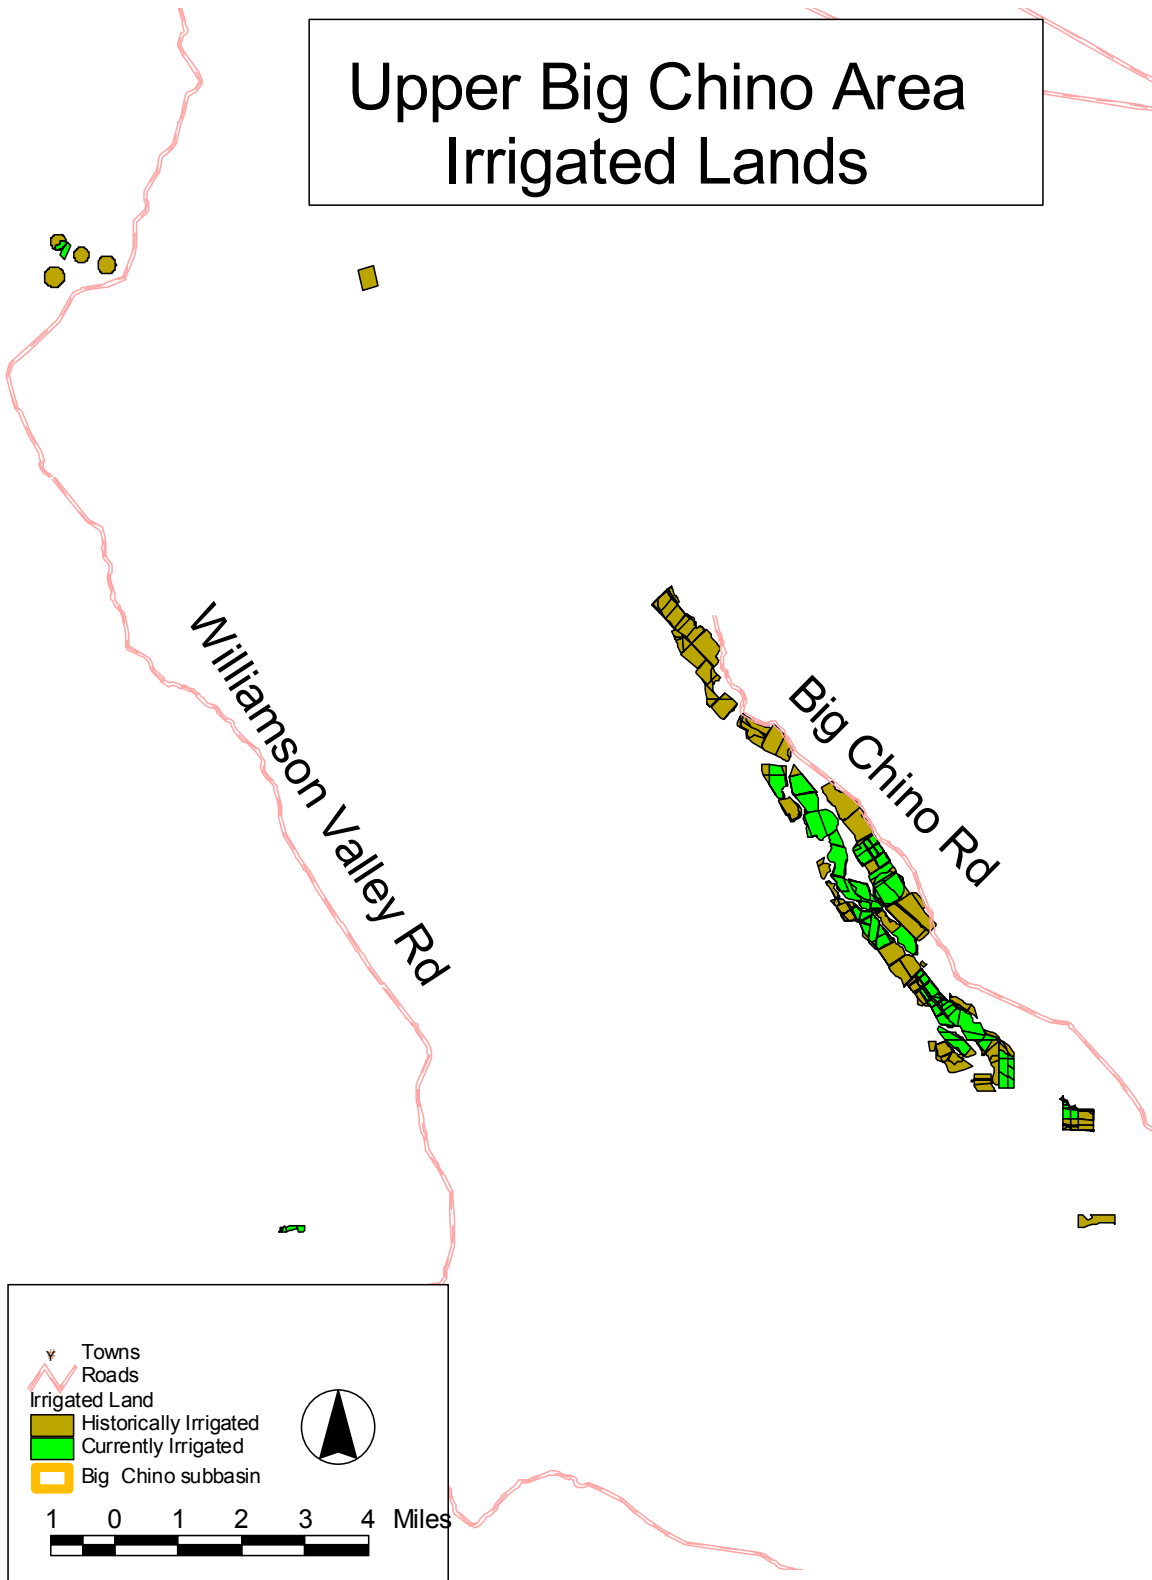 Upper Big Chino Area
Irrigated Lands
Williamson Valley Rd
Big Chino Rd
Towns
Roads
Irrigated Land
Historically Irrigated
Currently Irrigated
Big Chino subbasin
1 0 1 2 3 4 Miles